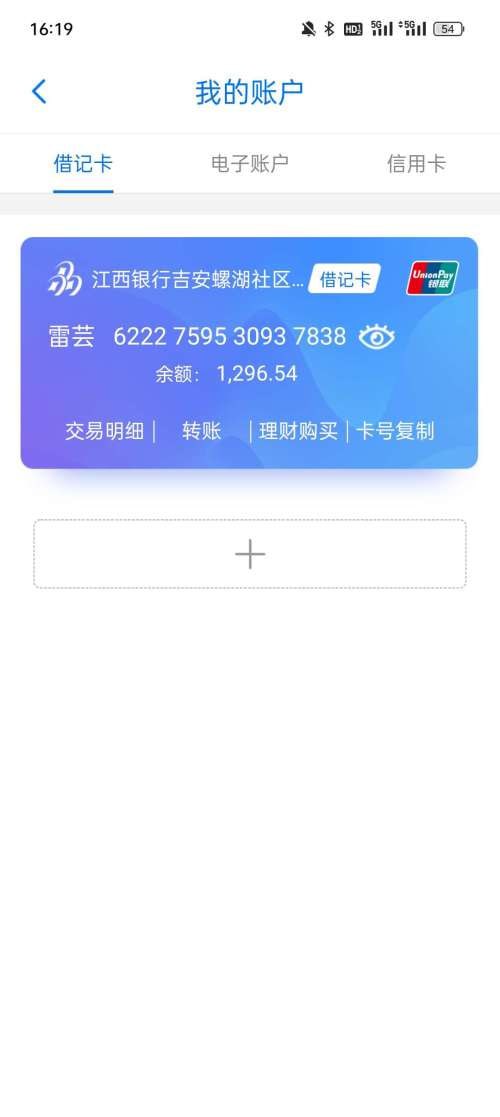 16:19 HD 5G 5G 54
我的账户
借记卡 电子账户 信用卡
江西银行吉安螺湖社区... 借记卡 UnionPay 银联
雷芸 6222 7595 3093 7838
余额： 1,296.54
交易明细 | 转账 | 理财购买 | 卡号复制